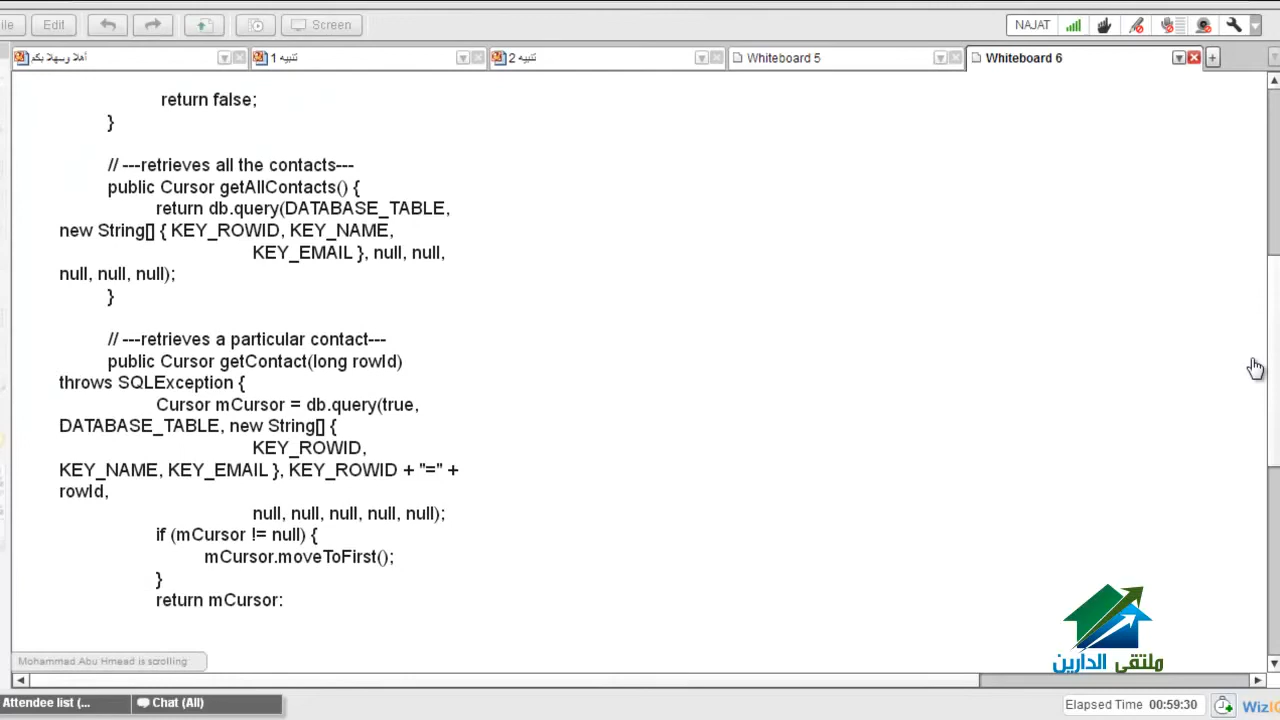 ile
Edit
Screen
NAJAT
أهلا وسهلا بكم
تنبيه 1
تنبيه 2
Whiteboard 5
Whiteboard 6
return false;
}
// ---retrieves all the contacts---
public Cursor getAllContacts() {
return db.query(DATABASE_TABLE,
new String[] { KEY_ROWID, KEY_NAME,
KEY_EMAIL }, null, null,
null, null, null);
}
// ---retrieves a particular contact---
public Cursor getContact(long rowId)
throws SQLException {
Cursor mCursor = db.query(true,
DATABASE_TABLE, new String[] {
KEY_ROWID,
KEY_NAME, KEY_EMAIL }, KEY_ROWID + "=" +
rowId,
null, null, null, null, null);
if (mCursor != null) {
mCursor.moveToFirst();
}
return mCursor:
ملتقى الدارين
Mohammad Abu Hmead is scrolling
Attendee list (...
Chat (All)
Elapsed Time 00:59:30
WizIQ